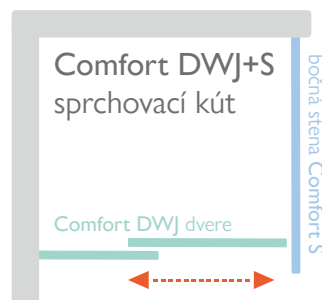 Comfort DWJ+S
sprchovací kút
bočná stena Comfort S
Comfort DWJ dvere